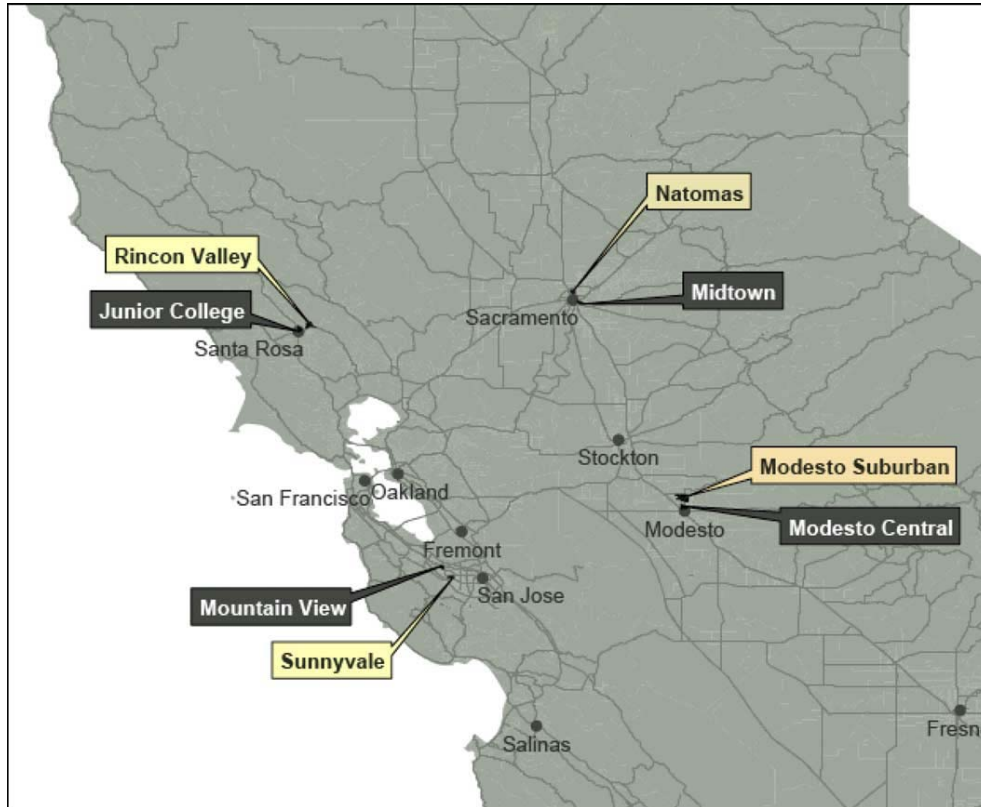 Natomas
Rincon Valley
Midtown
Junior College
Sacramento
Santa Rosa
Stockton
Modesto Suburban
San Francisco
Oakland
Modesto Central
Modesto
Fremont
San Jose
Mountain View
Sunnyvale
Fresn
Salinas